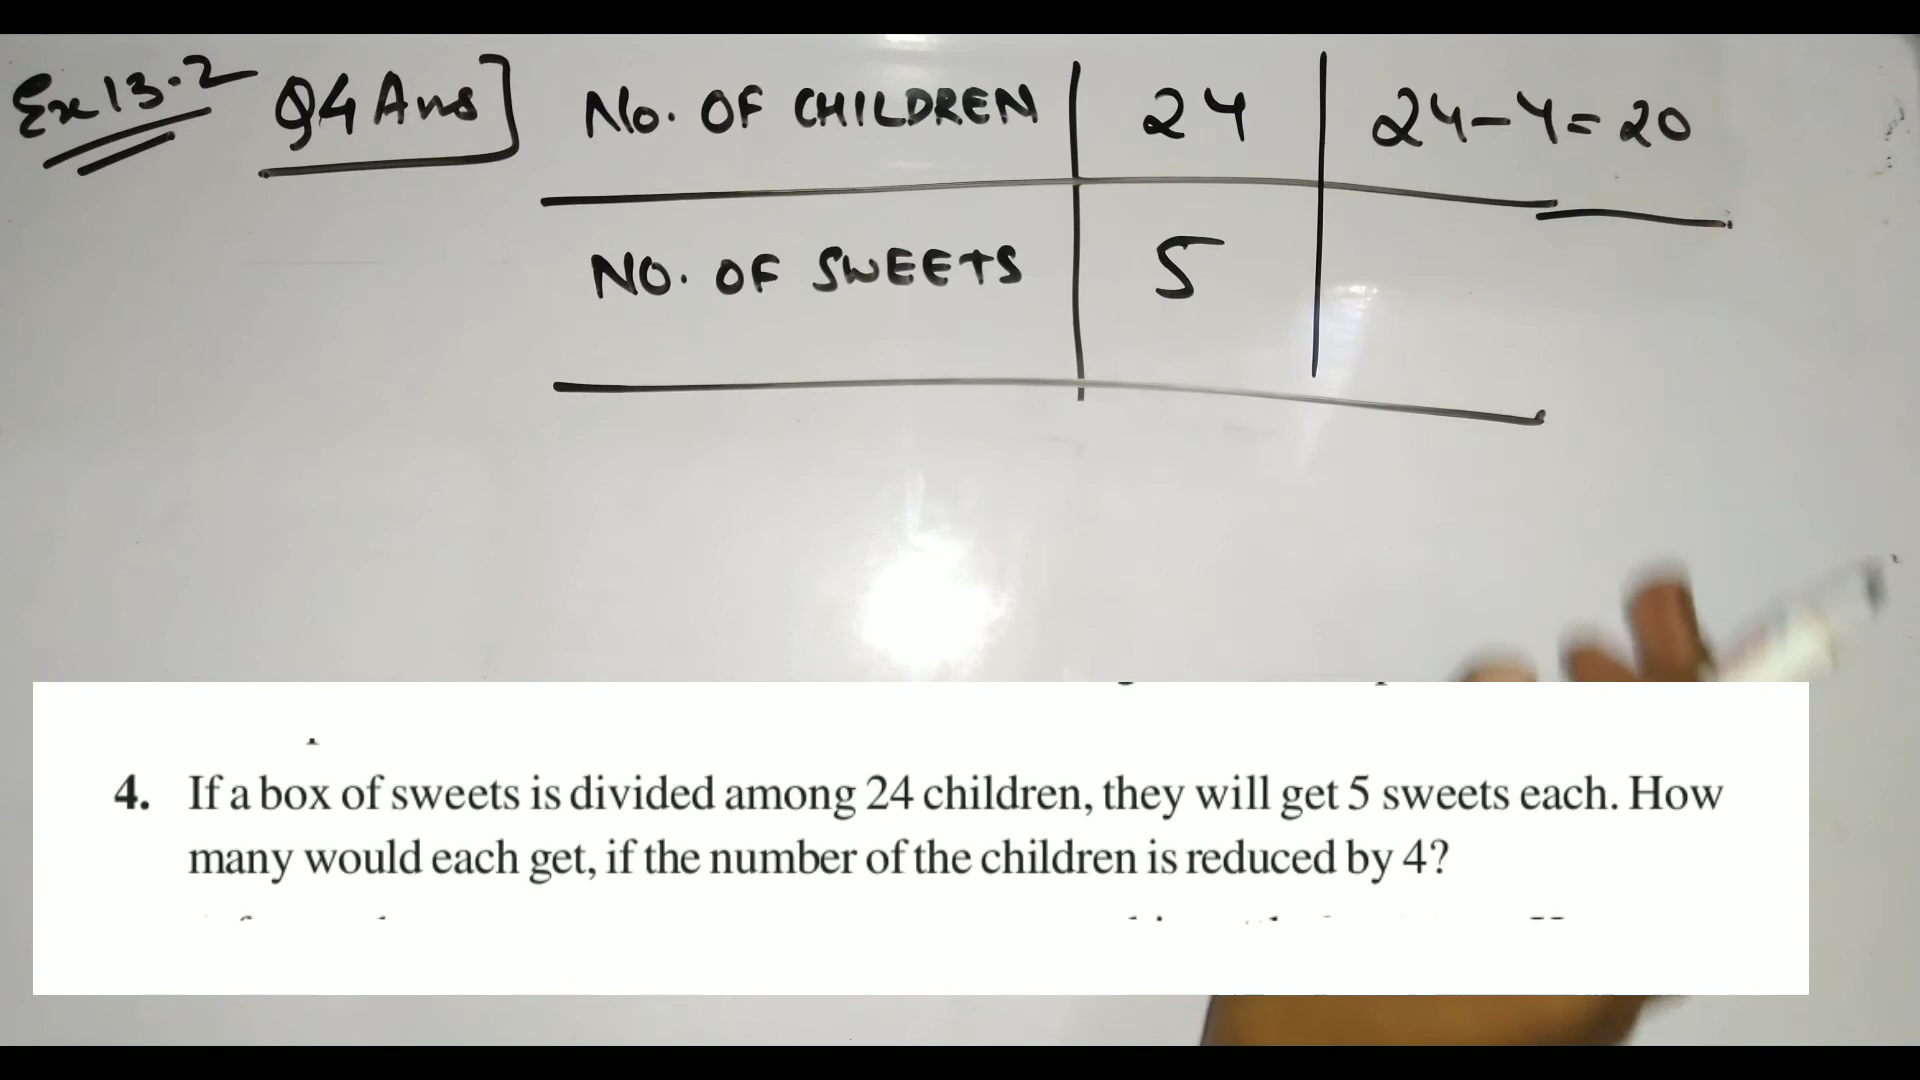 Ex 13.2 Q4 Ans] No. OF CHILDREN 24 24-4=20
NO. OF SWEETS 5
4. If a box of sweets is divided among 24 children, they will get 5 sweets each. How
many would each get, if the number of the children is reduced by 4?